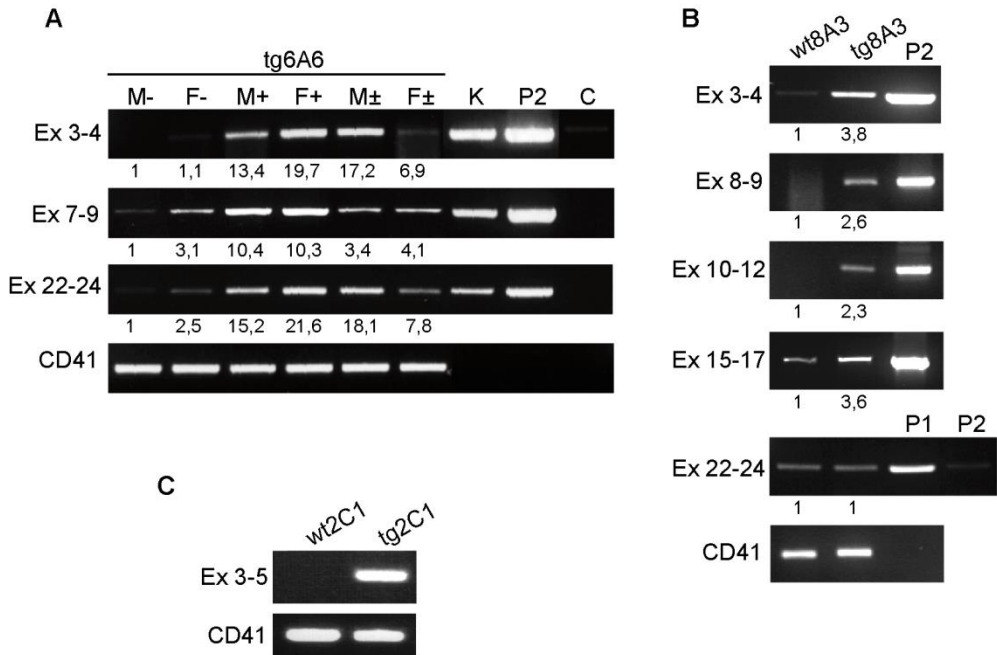 A
tg6A6
M- F- M+ F+ M± F± K P2 C
Ex 3-4
1 1,1 13,4 19,7 17,2 6,9
Ex 7-9
1 3,1 10,4 10,3 3,4 4,1
Ex 22-24
1 2,5 15,2 21,6 18,1 7,8
CD41
B
wt8A3 tg8A3 P2
Ex 3-4
1 3,8
Ex 8-9
1 2,6
Ex 10-12
1 2,3
Ex 15-17
1 3,6
P1 P2
Ex 22-24
1 1
CD41
C
wt2C1 tg2C1
Ex 3-5
CD41